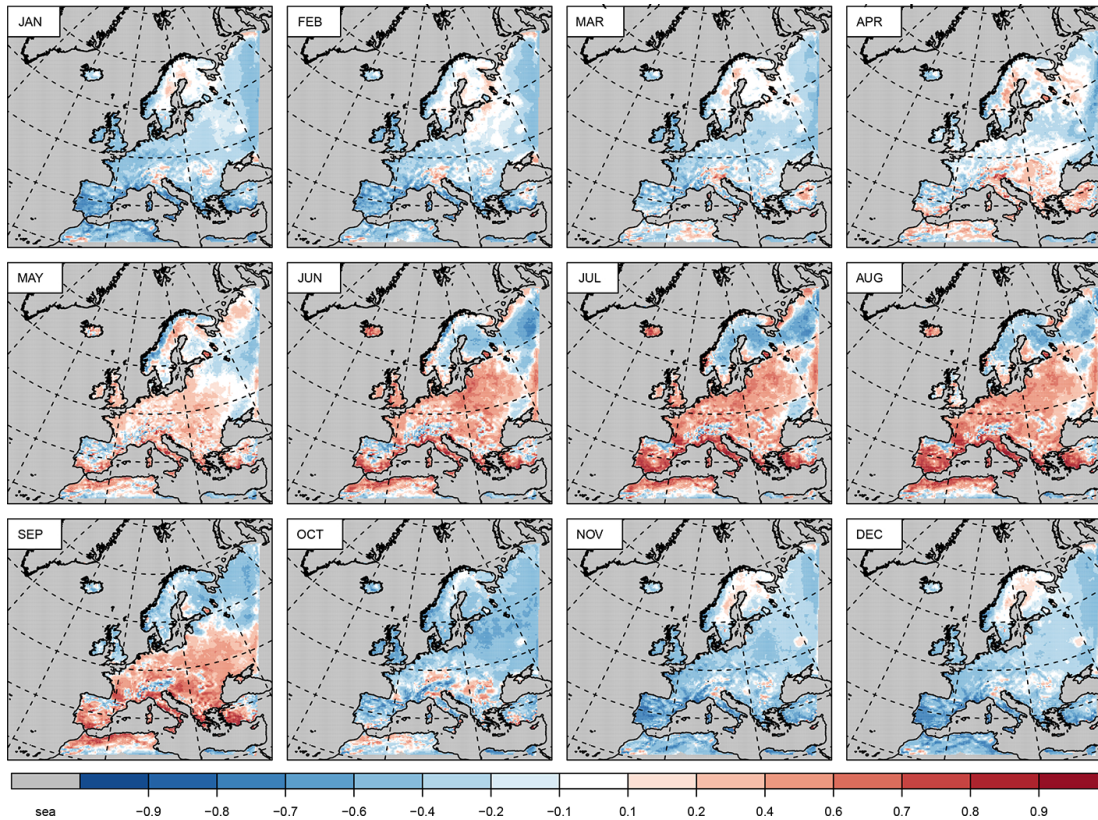 JAN FEB MAR APR
MAY JUN JUL AUG
SEP OCT NOV DEC
sea −0.9 −0.8 −0.7 −0.6 −0.4 −0.2 −0.1 0.1 0.2 0.4 0.6 0.7 0.8 0.9